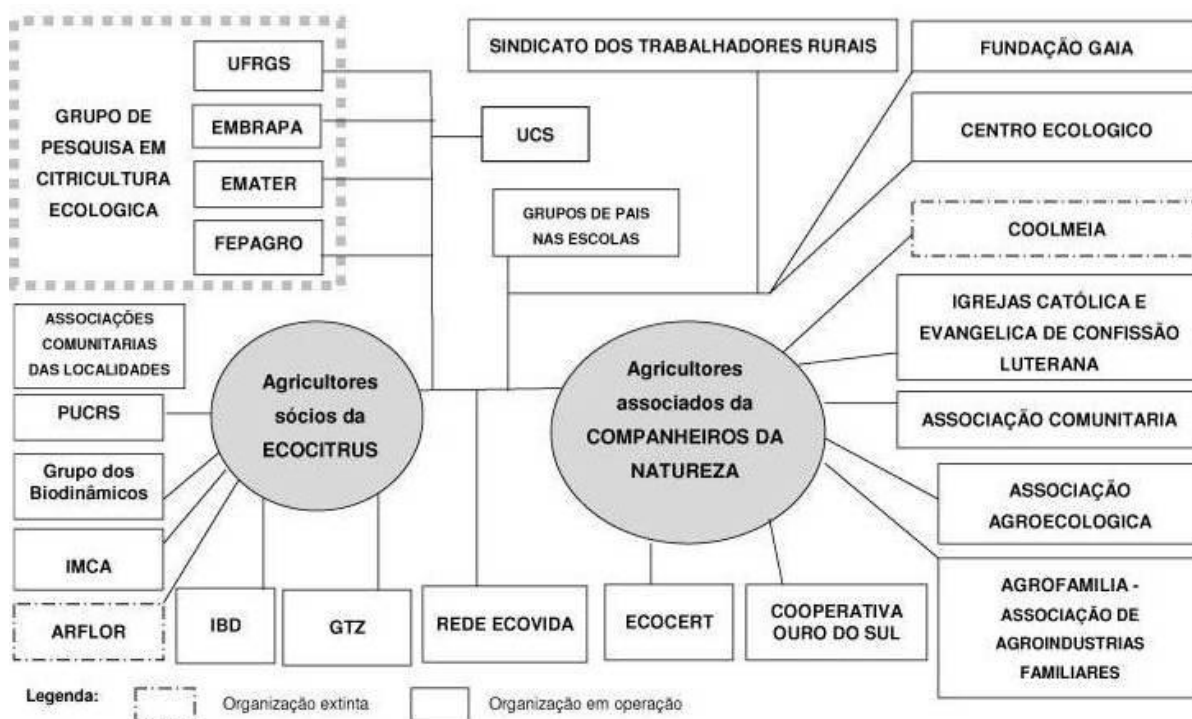 GRUPO DE
PESQUISA EM
CITRICULTURA
ECOLOGICA
UFRGS
EMBRAPA
EMATER
FEPAGRO
SINDICATO DOS TRABALHADORES RURAIS
UCS
GRUPOS DE PAIS
NAS ESCOLAS
FUNDAÇÃO GAIA
CENTRO ECOLOGICO
COOLMEIA
IGREJAS CATÓLICA E
EVANGELICA DE CONFISSÃO
LUTERANA
ASSOCIAÇÃO COMUNITARIA
ASSOCIAÇÃO
AGROECOLOGICA
AGROFAMILIA -
ASSOCIAÇÃO DE
AGROINDUSTRIAS
FAMILIARES
ASSOCIAÇÕES
COMUNITARIAS
DAS LOCALIDADES
PUCRS
Grupo dos
Biodinâmicos
IMCA
ARFLOR
Agricultores
sócios da
ECOCITRUS
Agricultores
associados da
COMPANHEIROS DA
NATUREZA
IBD
GTZ
REDE ECOVIDA
ECOCERT
COOPERATIVA
OURO DO SUL
Legenda:
Organização extinta
Organização em operação